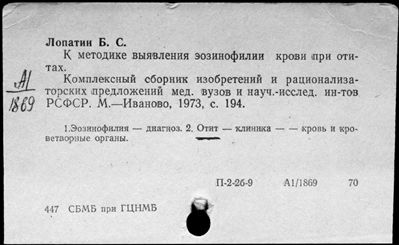 Лопатин Б. С.
К методике выявления эозинофилии крови при оти-
тах.
Комплексный сборник изобретений и рационализа-
А1/1869
торских предложений мед. вузов и науч.-исслед. ин-тов
РСФСР. М.—Иваново, 1973, с. 194.
1.Эозинофилия — диагноз. 2. Отит — клиника — — кровь и кро-
ветворные органы.
П-2-2б-9 А1/1869 70
447 СБМБ при ГЦНМБ